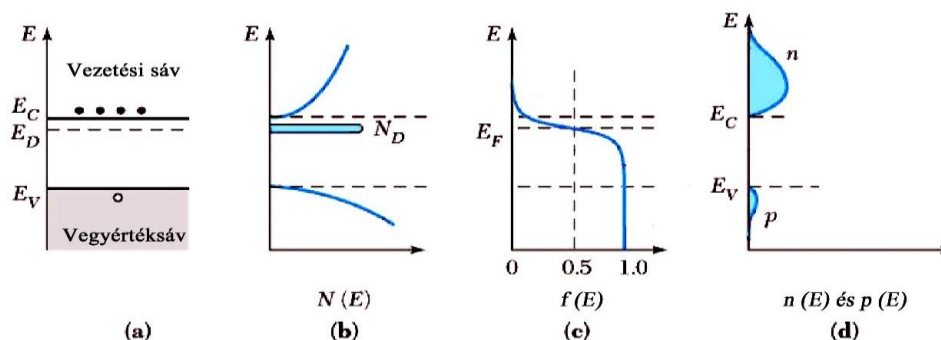 E
Vezetési sáv
E_C
E_D
E_V
Vegyértéksáv
(a)
E
N_D
N (E)
(b)
E
E_F
0 0.5 1.0
f (E)
(c)
E
n
E_C
E_V
p
n (E) és p (E)
(d)